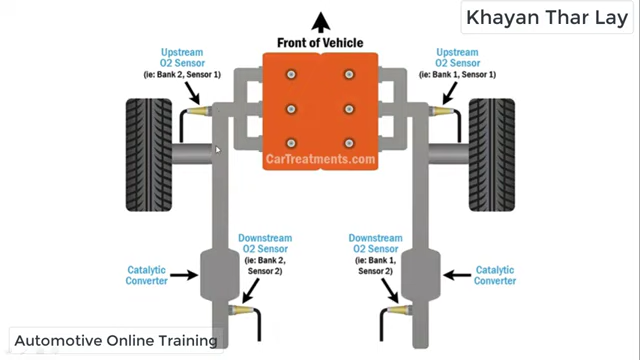 Khayan Thar Lay
Front of Vehicle
Upstream
O2 Sensor
(ie: Bank 2, Sensor 1)
Upstream
O2 Sensor
(ie: Bank 1, Sensor 1)
CarTreatments.com
Downstream
O2 Sensor
(ie: Bank 2,
Sensor 2)
Downstream
O2 Sensor
(ie: Bank 1,
Sensor 2)
Catalytic
Converter
Catalytic
Converter
Automotive Online Training